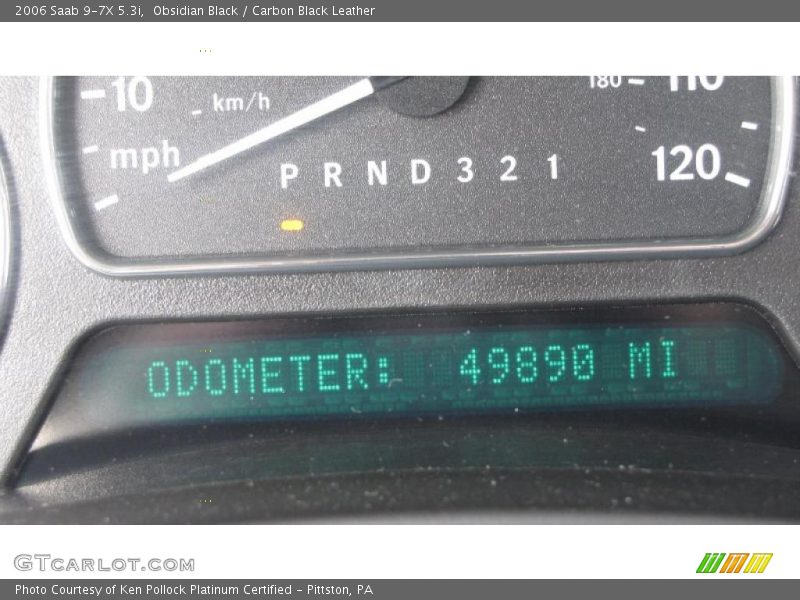 2006 Saab 9-7X 5.3i,  Obsidian Black / Carbon Black Leather
10
km/h
180
110
mph
120
P R N D 3 2 1
ODOMETER: 49890 MI
GTCARLOT.COM
Photo Courtesy of Ken Pollock Platinum Certified - Pittston, PA